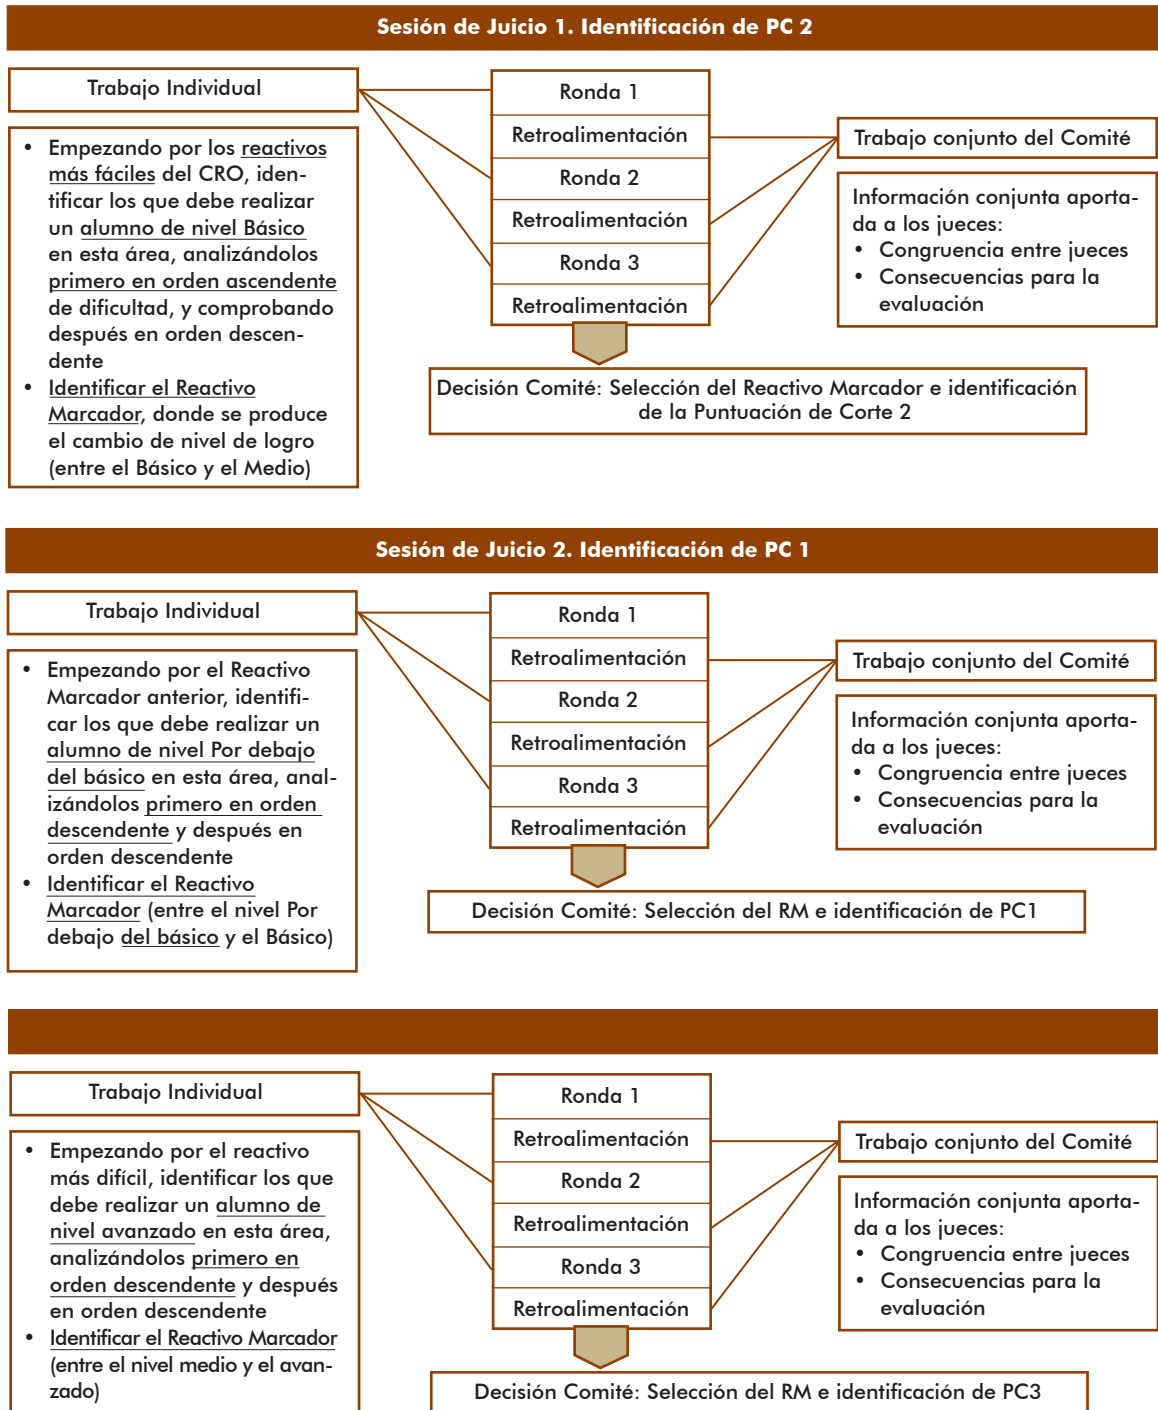 Sesión de Juicio 1. Identificación de PC 2
Trabajo Individual
• Empezando por los reactivos
más fáciles del CRO, iden-
tificar los que debe realizar
un alumno de nivel Básico
en esta área, analizándolos
primero en orden ascendente
de dificultad, y comprobando
después en orden descen-
dente
• Identificar el Reactivo
Marcador, donde se produce
el cambio de nivel de logro
(entre el Básico y el Medio)
Ronda 1
Retroalimentación
Ronda 2
Retroalimentación
Ronda 3
Retroalimentación
Trabajo conjunto del Comité
Información conjunta aporta-
da a los jueces:
• Congruencia entre jueces
• Consecuencias para la
evaluación
Decisión Comité: Selección del Reactivo Marcador e identificación
de la Puntuación de Corte 2
Sesión de Juicio 2. Identificación de PC 1
Trabajo Individual
• Empezando por el Reactivo
Marcador anterior, identifi-
car los que debe realizar un
alumno de nivel Por debajo
del básico en esta área, ana-
lizándolos primero en orden
descendente y después en
orden descendente
• Identificar el Reactivo
Marcador (entre el nivel Por
debajo del básico y el Básico)
Ronda 1
Retroalimentación
Ronda 2
Retroalimentación
Ronda 3
Retroalimentación
Trabajo conjunto del Comité
Información conjunta aporta-
da a los jueces:
• Congruencia entre jueces
• Consecuencias para la
evaluación
Decisión Comité: Selección del RM e identificación de PC1
Trabajo Individual
• Empezando por el reactivo
más difícil, identificar los que
debe realizar un alumno de
nivel avanzado en esta área,
analizándolos primero en
orden descendente y después
en orden descendente
• Identificar el Reactivo Marcador
(entre el nivel medio y el avan-
zado)
Ronda 1
Retroalimentación
Ronda 2
Retroalimentación
Ronda 3
Retroalimentación
Trabajo conjunto del Comité
Información conjunta aporta-
da a los jueces:
• Congruencia entre jueces
• Consecuencias para la
evaluación
Decisión Comité: Selección del RM e identificación de PC3